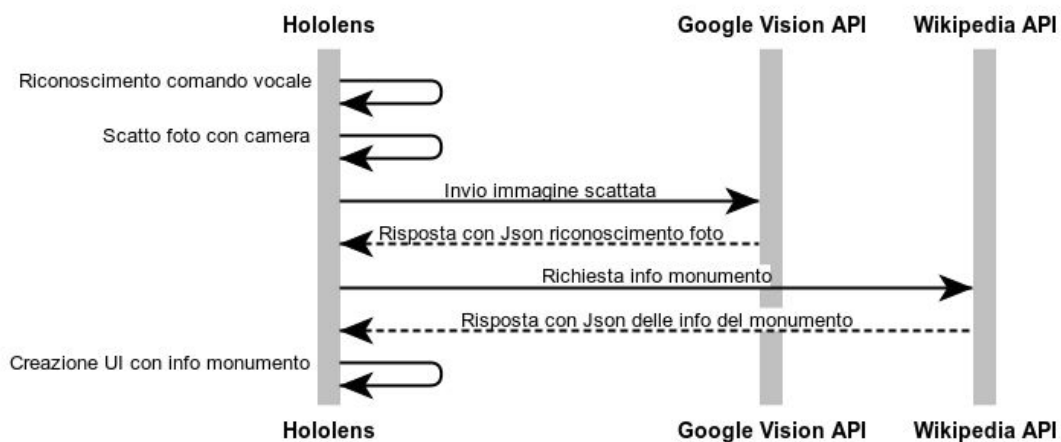 Hololens
Google Vision API
Wikipedia API
Riconoscimento comando vocale
Scatto foto con camera
Invio immagine scattata
Risposta con Json riconoscimento foto
Richiesta info monumento
Risposta con Json delle info del monumento
Creazione UI con info monumento
Hololens
Google Vision API
Wikipedia API